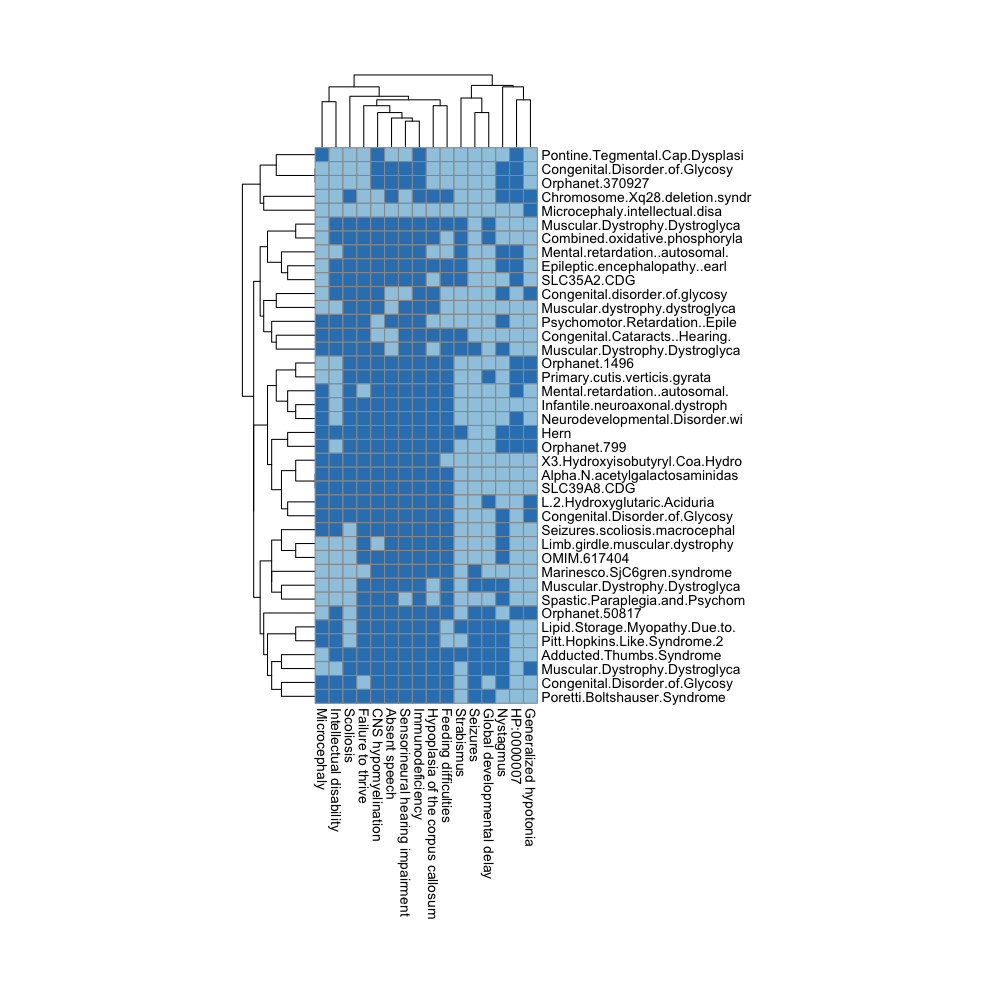 Pontine.Tegmental.Cap.Dysplasi
Congenital.Disorder.of.Glycosy
Orphanet.370927
Chromosome.Xq28.deletion.syndr
Microcephaly.intellectual.disa
Muscular.Dystrophy.Dystroglyca
Combined.oxidative.phosphoryla
Mental.retardation..autosomal.
Epileptic.encephalopathy..earl
SLC35A2.CDG
Congenital.disorder.of.glycosy
Muscular.dystrophy.dystroglyca
Psychomotor.Retardation..Epile
Congenital.Cataracts..Hearing.
Muscular.Dystrophy.Dystroglyca
Orphanet.1496
Primary.cutis.verticis.gyrata
Mental.retardation..autosomal.
Infantile.neuroaxonal.dystroph
Neurodevelopmental.Disorder.wi
Hern
Orphanet.799
X3.Hydroxyisobutyryl.Coa.Hydro
Alpha.N.acetylgalactosaminidas
SLC39A8.CDG
L.2.Hydroxyglutaric.Aciduria
Congenital.Disorder.of.Glycosy
Seizures.scoliosis.macrocephal
Limb.girdle.muscular.dystrophy
OMIM.617404
Marinesco.SjC6gren.syndrome
Muscular.Dystrophy.Dystroglyca
Spastic.Paraplegia.and.Psychom
Orphanet.50817
Lipid.Storage.Myopathy.Due.to.
Pitt.Hopkins.Like.Syndrome.2
Adducted.Thumbs.Syndrome
Muscular.Dystrophy.Dystroglyca
Congenital.Disorder.of.Glycosy
Poretti.Boltshauser.Syndrome
Microcephaly
Intellectual disability
Scoliosis
Failure to thrive
CNS hypomyelination
Absent speech
Sensorineural hearing impairment
Immunodeficiency
Hypoplasia of the corpus callosum
Feeding difficulties
Strabismus
Seizures
Global developmental delay
Nystagmus
HP:0000007
Generalized hypotonia